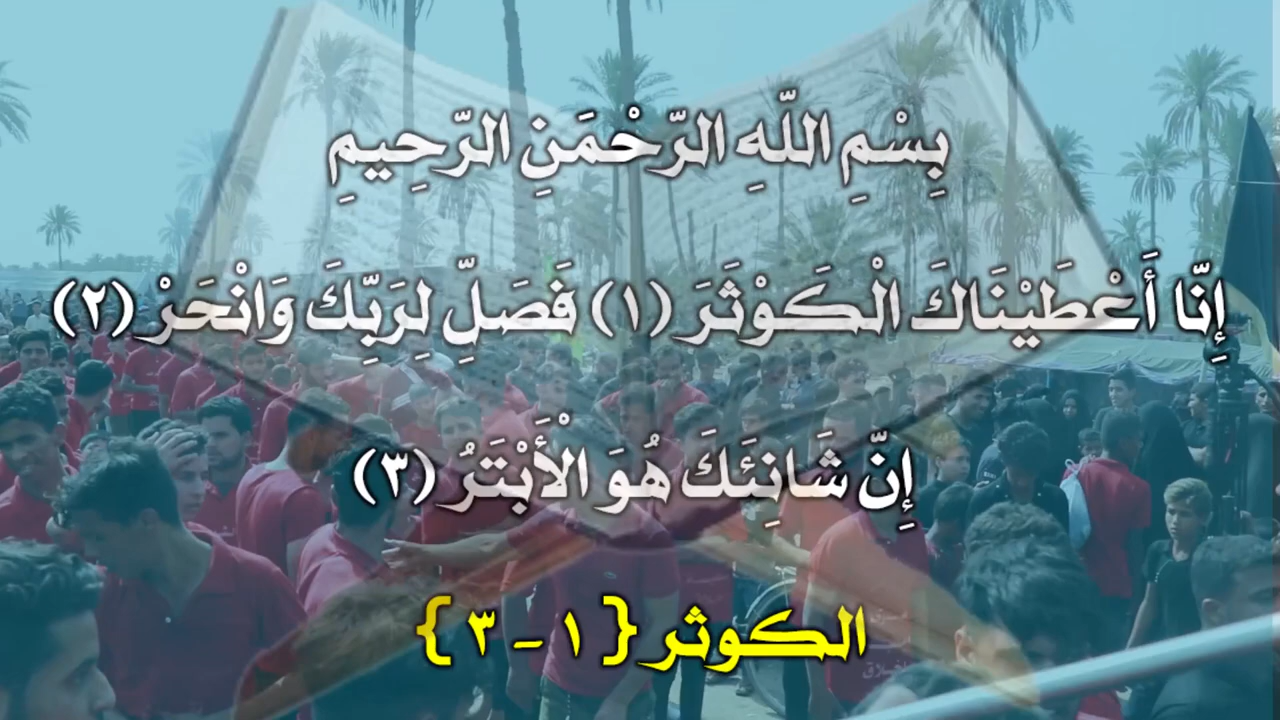 بِسْمِ اللَّهِ الرَّحْمَنِ الرَّحِيمِ
إِنَّا أَعْطَيْنَاكَ الْكَوْثَرَ (١) فَصَلِّ لِرَبِّكَ وَانْحَرْ (٢)
إِنَّ شَانِئَكَ هُوَ الْأَبْتَرُ (٣)
الكوثر { ١ - ٣ }